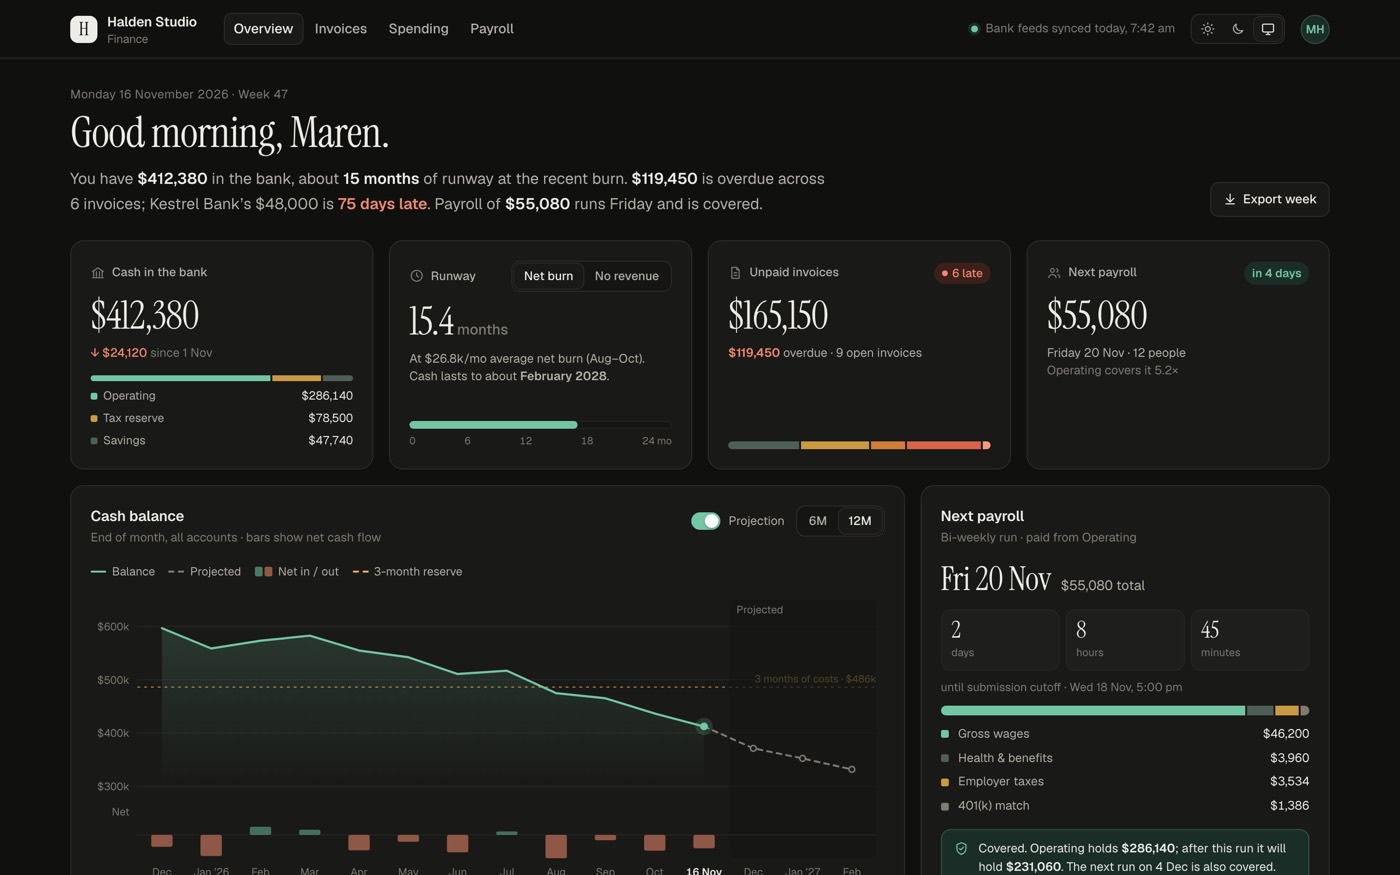 H
Halden Studio
Finance
Overview
Invoices
Spending
Payroll
Bank feeds synced today, 7:42 am
MH
Monday 16 November 2026 · Week 47
Good morning, Maren.
You have $412,380 in the bank, about 15 months of runway at the recent burn. $119,450 is overdue across
6 invoices; Kestrel Bank’s $48,000 is 75 days late. Payroll of $55,080 runs Friday and is covered.
Export week
Cash in the bank
$412,380
↓ $24,120 since 1 Nov
Operating $286,140
Tax reserve $78,500
Savings $47,740
Runway
Net burn
No revenue
15.4 months
At $26.8k/mo average net burn (Aug–Oct).
Cash lasts to about February 2028.
0 6 12 18 24 mo
Unpaid invoices
6 late
$165,150
$119,450 overdue · 9 open invoices
Next payroll
in 4 days
$55,080
Friday 20 Nov · 12 people
Operating covers it 5.2×
Cash balance
End of month, all accounts · bars show net cash flow
Projection
6M
12M
Balance
Projected
Net in / out
3-month reserve
Projected
$600k
$500k
3 months of costs · $486k
$400k
$300k
Net
Dec Jan '26 Feb Mar Apr May Jun Jul Aug Sep Oct 16 Nov Dec Jan '27 Feb
Next payroll
Bi-weekly run · paid from Operating
Fri 20 Nov $55,080 total
2 8 45
days hours minutes
until submission cutoff · Wed 18 Nov, 5:00 pm
Gross wages $46,200
Health & benefits $3,960
Employer taxes $3,534
401(k) match $1,386
Covered. Operating holds $286,140; after this run it will
hold $231,060. The next run on 4 Dec is also covered.